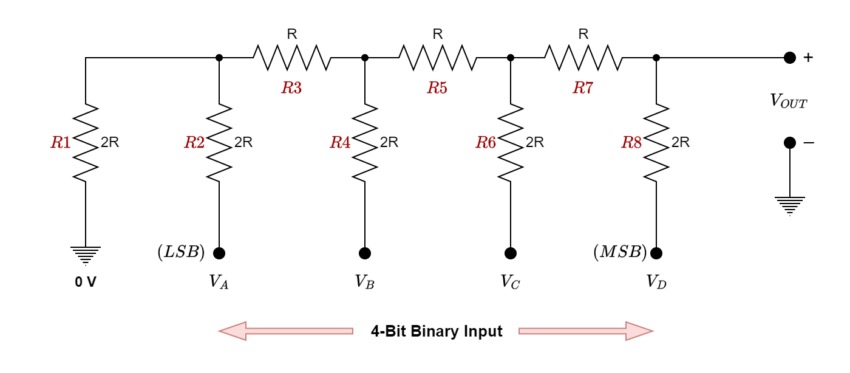 R R R
R3 R5 R7
+
V_OUT
R1 2R R2 2R R4 2R R6 2R R8 2R −
(LSB) (MSB)
0 V V_A V_B V_C V_D
4-Bit Binary Input